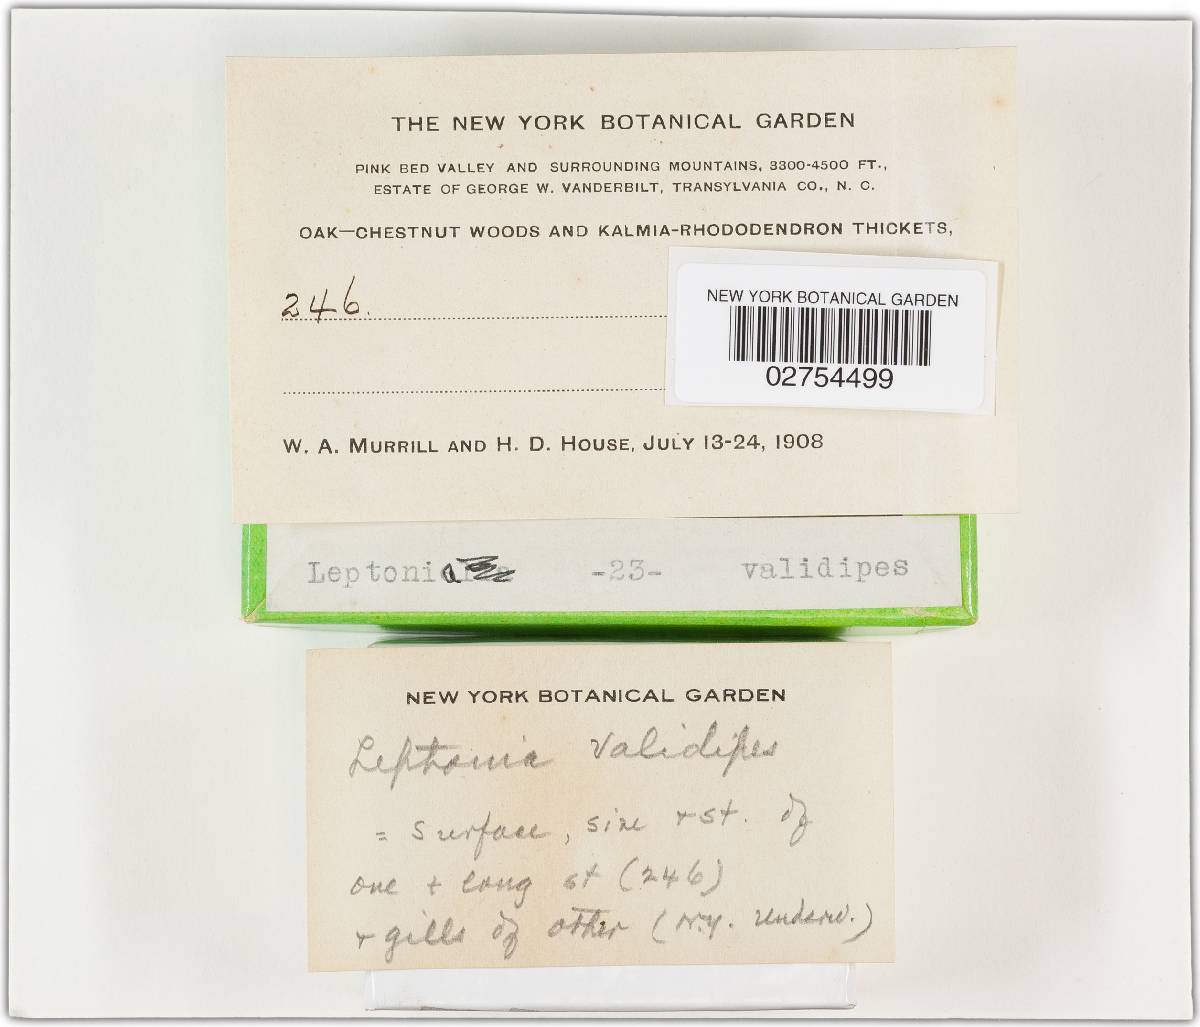 THE NEW YORK BOTANICAL GARDEN
PINK BED VALLEY AND SURROUNDING MOUNTAINS, 3300-4500 FT.,
ESTATE OF GEORGE W. VANDERBILT, TRANSYLVANIA CO., N. C.
OAK—CHESTNUT WOODS AND KALMIA-RHODODENDRON THICKETS,
246.
NEW YORK BOTANICAL GARDEN
02754499
W. A. MURRILL AND H. D. HOUSE, JULY 13-24, 1908
Leptonia -23- validipes
NEW YORK BOTANICAL GARDEN
Leptonia validipes
= surface, size + st. of
one + long st (246)
+ gills of other (N.Y. Underw.)